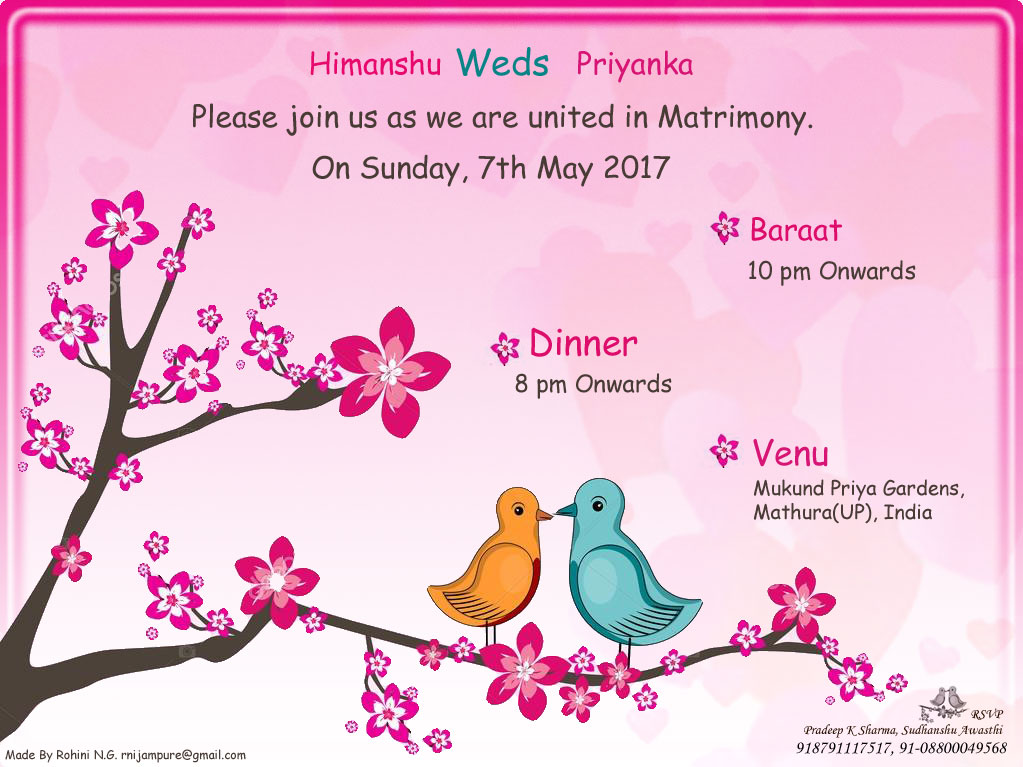 Himanshu Weds Priyanka
Please join us as we are united in Matrimony.
On Sunday, 7th May 2017
Baraat
10 pm Onwards
Dinner
8 pm Onwards
Venu
Mukund Priya Gardens,
Mathura(UP), India
RSVP
Pradeep K Sharma, Sudhanshu Awasthi
918791117517, 91-08800049568
Made By Rohini N.G. rnijampure@gmail.com